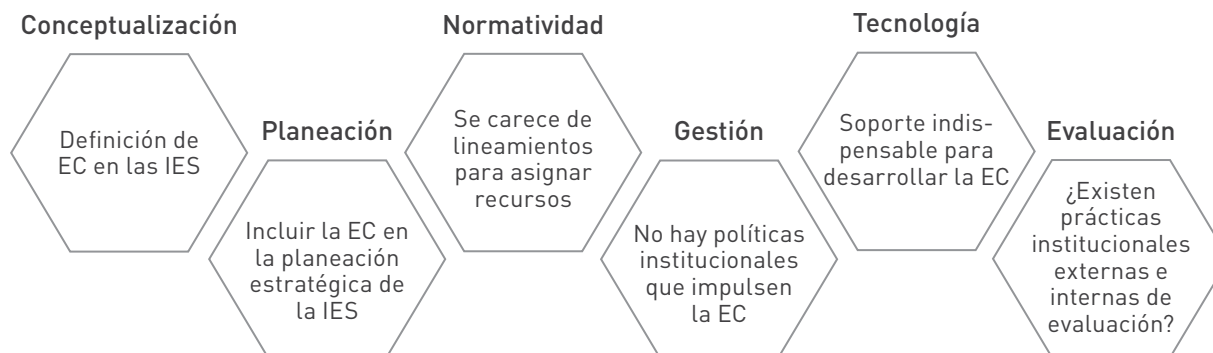 Conceptualización
Definición de
EC en las IES
Planeación
Incluir la EC en
la planeación
estratégica de
la IES
Normatividad
Se carece de
lineamientos
para asignar
recursos
Gestión
No hay políticas
institucionales
que impulsen
la EC
Tecnología
Soporte indis-
pensable para
desarrollar la EC
Evaluación
¿Existen
prácticas
institucionales
externas e
internas de
evaluación?